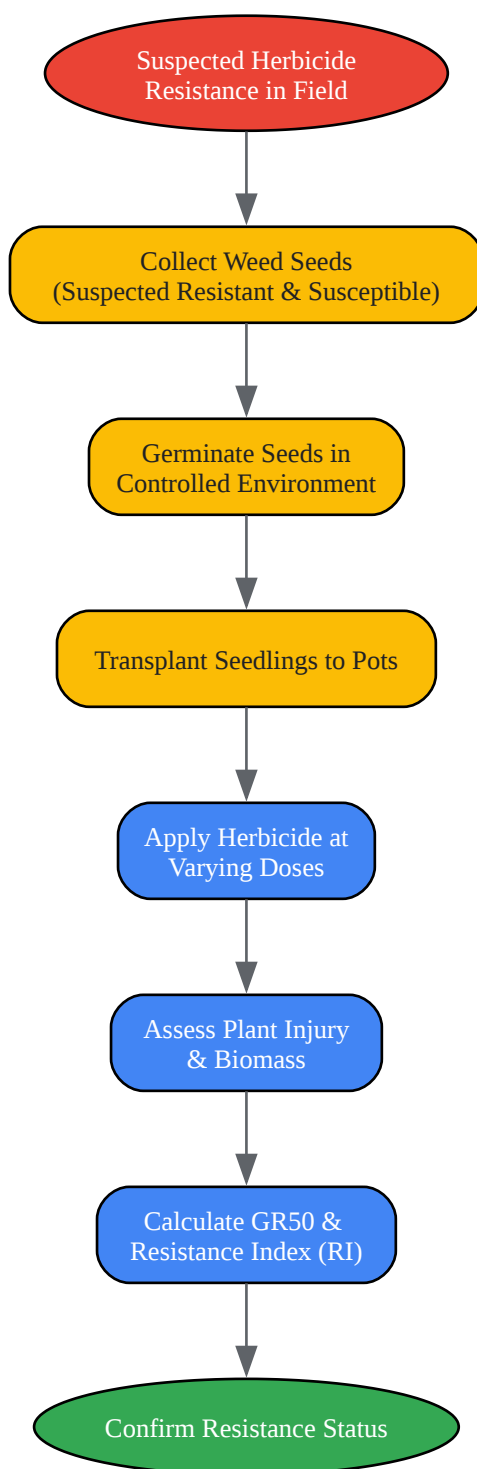 Suspected Herbicide
Resistance in Field
Collect Weed Seeds
(Suspected Resistant & Susceptible)
Germinate Seeds in
Controlled Environment
Transplant Seedlings to Pots
Apply Herbicide at
Varying Doses
Assess Plant Injury
& Biomass
Calculate GR50 &
Resistance Index (RI)
Confirm Resistance Status